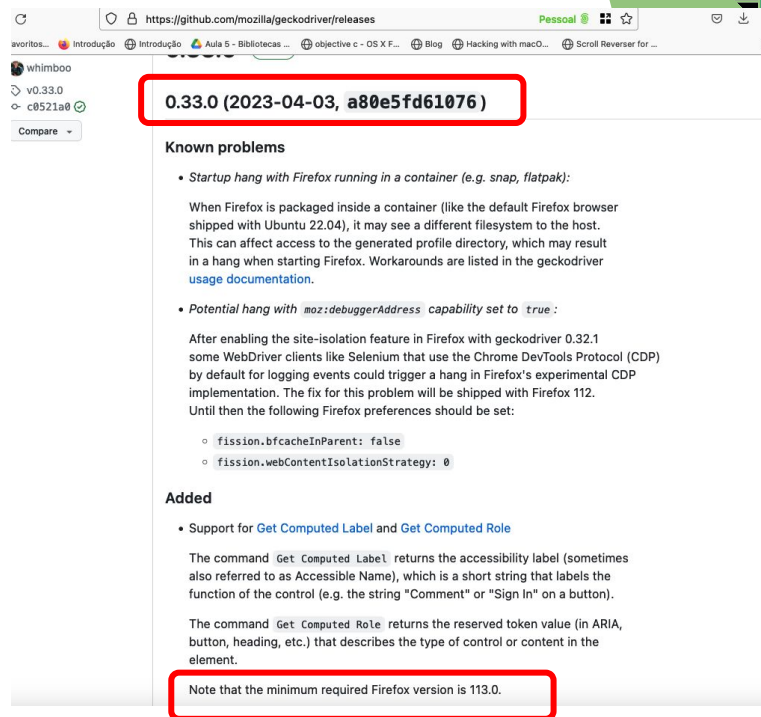 https://github.com/mozilla/geckodriver/releases
Pessoal
avoritos... Introdução Introdução Aula 5 - Bibliotecas ... objective c - OS X F... Blog Hacking with macO... Scroll Reverser for ...
whimboo
v0.33.0
c0521a0
Compare
0.33.0 (2023-04-03, a80e5fd61076)
Known problems
• Startup hang with Firefox running in a container (e.g. snap, flatpak):
When Firefox is packaged inside a container (like the default Firefox browser
shipped with Ubuntu 22.04), it may see a different filesystem to the host.
This can affect access to the generated profile directory, which may result
in a hang when starting Firefox. Workarounds are listed in the geckodriver
usage documentation.
• Potential hang with moz:debuggerAddress capability set to true :
After enabling the site-isolation feature in Firefox with geckodriver 0.32.1
some WebDriver clients like Selenium that use the Chrome DevTools Protocol (CDP)
by default for logging events could trigger a hang in Firefox's experimental CDP
implementation. The fix for this problem will be shipped with Firefox 112.
Until then the following Firefox preferences should be set:
○ fission.bfcacheInParent: false
○ fission.webContentIsolationStrategy: 0
Added
• Support for Get Computed Label and Get Computed Role
The command Get Computed Label returns the accessibility label (sometimes
also referred to as Accessible Name), which is a short string that labels the
function of the control (e.g. the string "Comment" or "Sign In" on a button).
The command Get Computed Role returns the reserved token value (in ARIA,
button, heading, etc.) that describes the type of control or content in the
element.
Note that the minimum required Firefox version is 113.0.